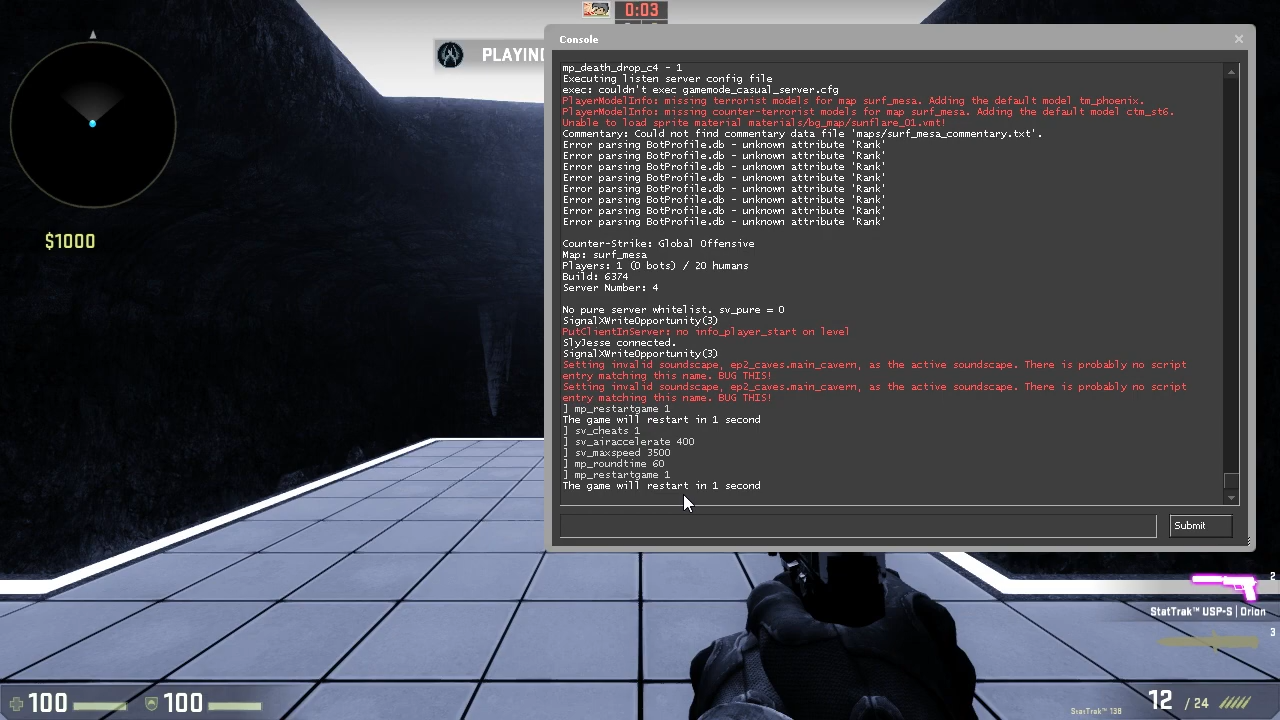 0:03
PLAYING
$1000
Console
mp_death_drop_c4 - 1
Executing listen server config file
exec: couldn't exec gamemode_casual_server.cfg
PlayerModelInfo: missing terrorist models for map surf_mesa. Adding the default model tm_phoenix.
PlayerModelInfo: missing counter-terrorist models for map surf_mesa. Adding the default model ctm_st6.
Unable to load sprite material materials/bg_map/sunflare_01.vmt!
Commentary: Could not find commentary data file 'maps/surf_mesa_commentary.txt'.
Error parsing BotProfile.db - unknown attribute 'Rank'
Error parsing BotProfile.db - unknown attribute 'Rank'
Error parsing BotProfile.db - unknown attribute 'Rank'
Error parsing BotProfile.db - unknown attribute 'Rank'
Error parsing BotProfile.db - unknown attribute 'Rank'
Error parsing BotProfile.db - unknown attribute 'Rank'
Error parsing BotProfile.db - unknown attribute 'Rank'
Error parsing BotProfile.db - unknown attribute 'Rank'
Counter-Strike: Global Offensive
Map: surf_mesa
Players: 1 (0 bots) / 20 humans
Build: 6374
Server Number: 4
No pure server whitelist. sv_pure = 0
SignalXWriteOpportunity(3)
PutClientInServer: no info_player_start on level
SlyJesse connected.
SignalXWriteOpportunity(3)
Setting invalid soundscape, ep2_caves.main_cavern, as the active soundscape. There is probably no script
entry matching this name. BUG THIS!
Setting invalid soundscape, ep2_caves.main_cavern, as the active soundscape. There is probably no script
entry matching this name. BUG THIS!
] mp_restartgame 1
The game will restart in 1 second
] sv_cheats 1
] sv_airaccelerate 400
] sv_maxspeed 3500
] mp_roundtime 60
] mp_restartgame 1
The game will restart in 1 second
Submit
2
StatTrak™ USP-S | Orion
3
100
100
StatTrak™ 138
12 / 24